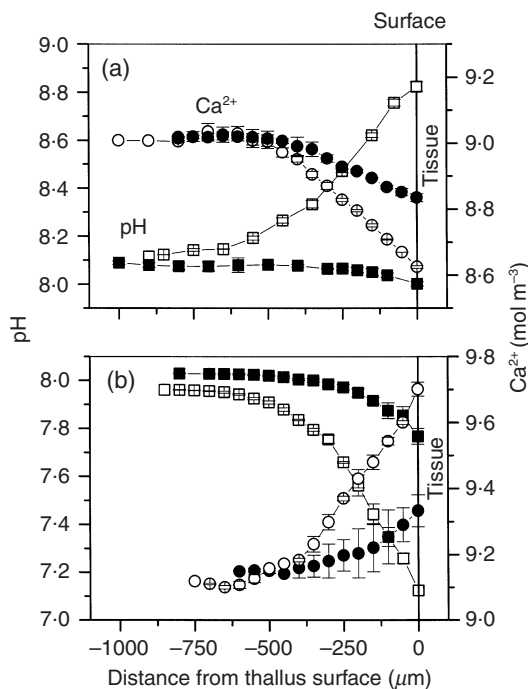 Surface
9·0
(a)
9·2
8·8
Ca²⁺
8·6
9·0
8·4
Tissue
8·8
pH
8·2
8·6
8·0
pH
Ca²⁺ (mol m⁻³)
9·8
8·0
(b)
9·6
7·8
7·6
Tissue
9·4
7·4
9·2
7·2
7·0
9·0
−1000 −750 −500 −250 0
Distance from thallus surface (μm)